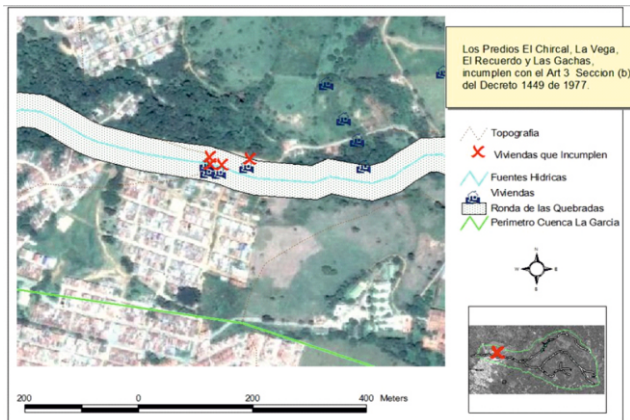 Los Predios El Chircal, La Vega,
El Recuerdo y Las Gachas,
incumplen con el Art 3 Seccion (b)
del Decreto 1449 de 1977.
Topografia
Viviendas que Incumplen
Fuentes Hidricas
Viviendas
Ronda de las Quebradas
Perimetro Cuenca La Garcia
N
W
E
S
200 0 200 400 Meters